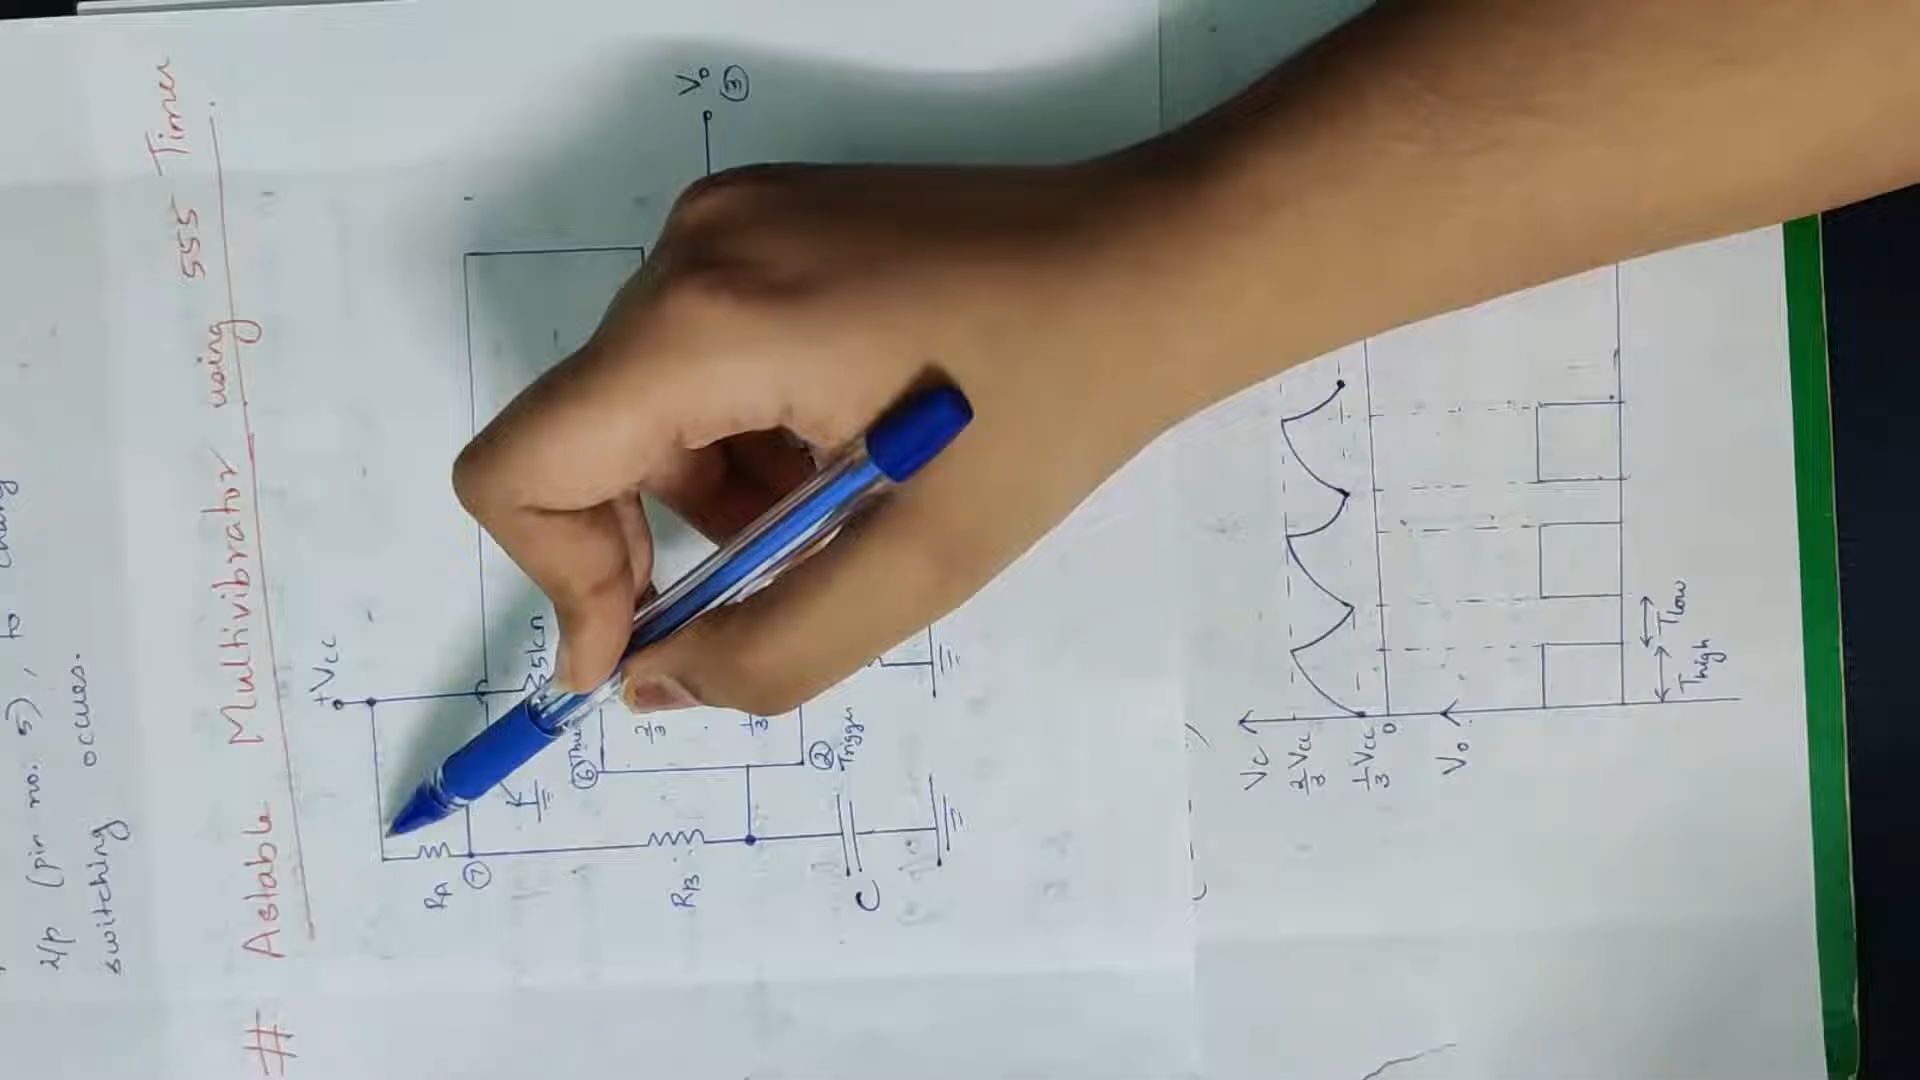 I/p (pin no. 5), to
switching occurs.
# Astable Multivibrator using 555 Timer
+VCC
RA
7
5kΩ
6
2/3
1/3
2
Trigger
RB
C
Vo
3
VC
2/3 VCC
1/3 VCC
0
Vo
Thigh
Tlow